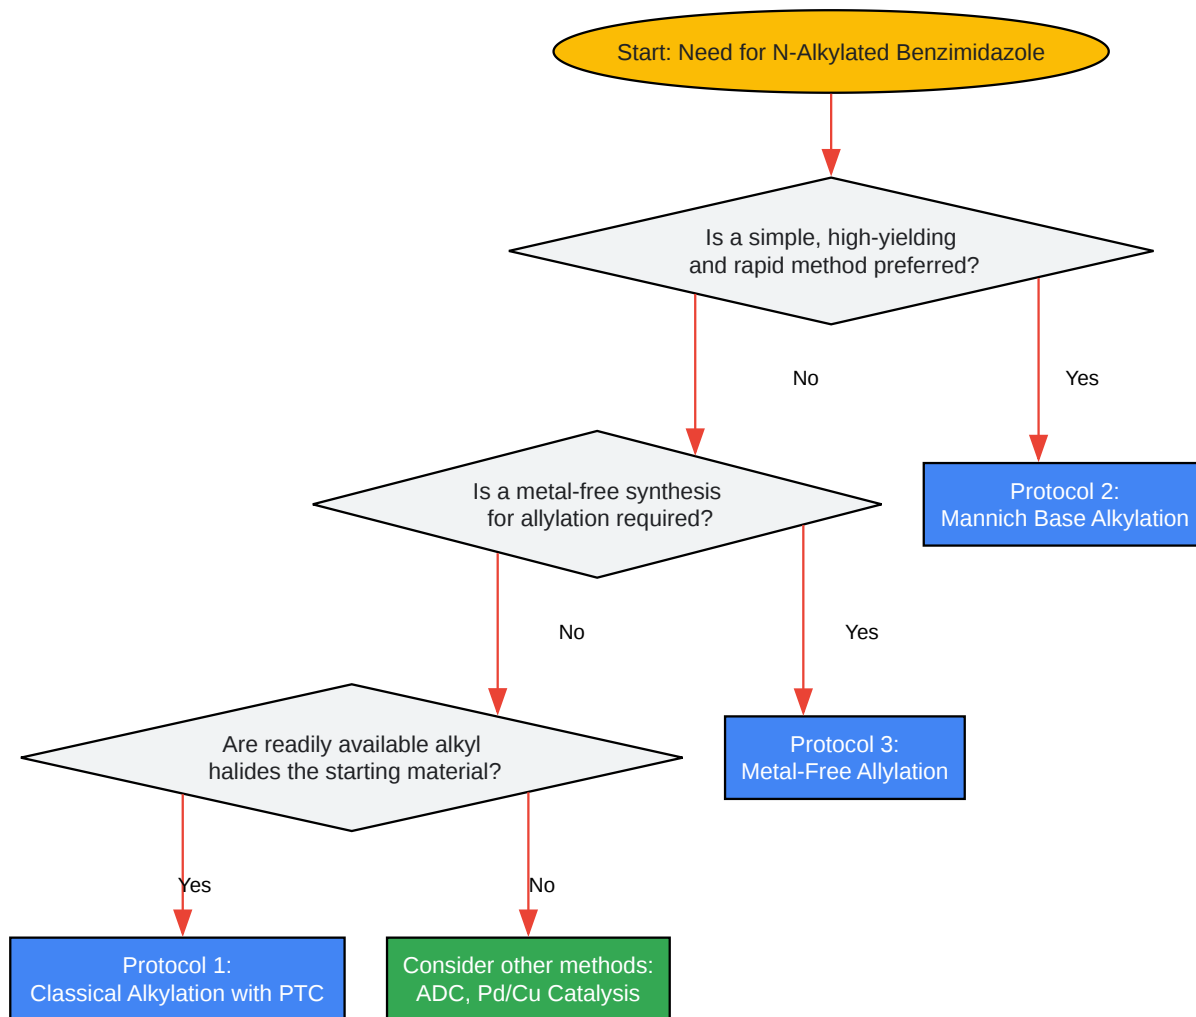 Start: Need for N-Alkylated Benzimidazole
Is a simple, high-yielding
and rapid method preferred?
No
Yes
Is a metal-free synthesis
for allylation required?
Protocol 2:
Mannich Base Alkylation
No
Yes
Are readily available alkyl
halides the starting material?
Protocol 3:
Metal-Free Allylation
Yes
No
Protocol 1:
Classical Alkylation with PTC
Consider other methods:
ADC, Pd/Cu Catalysis